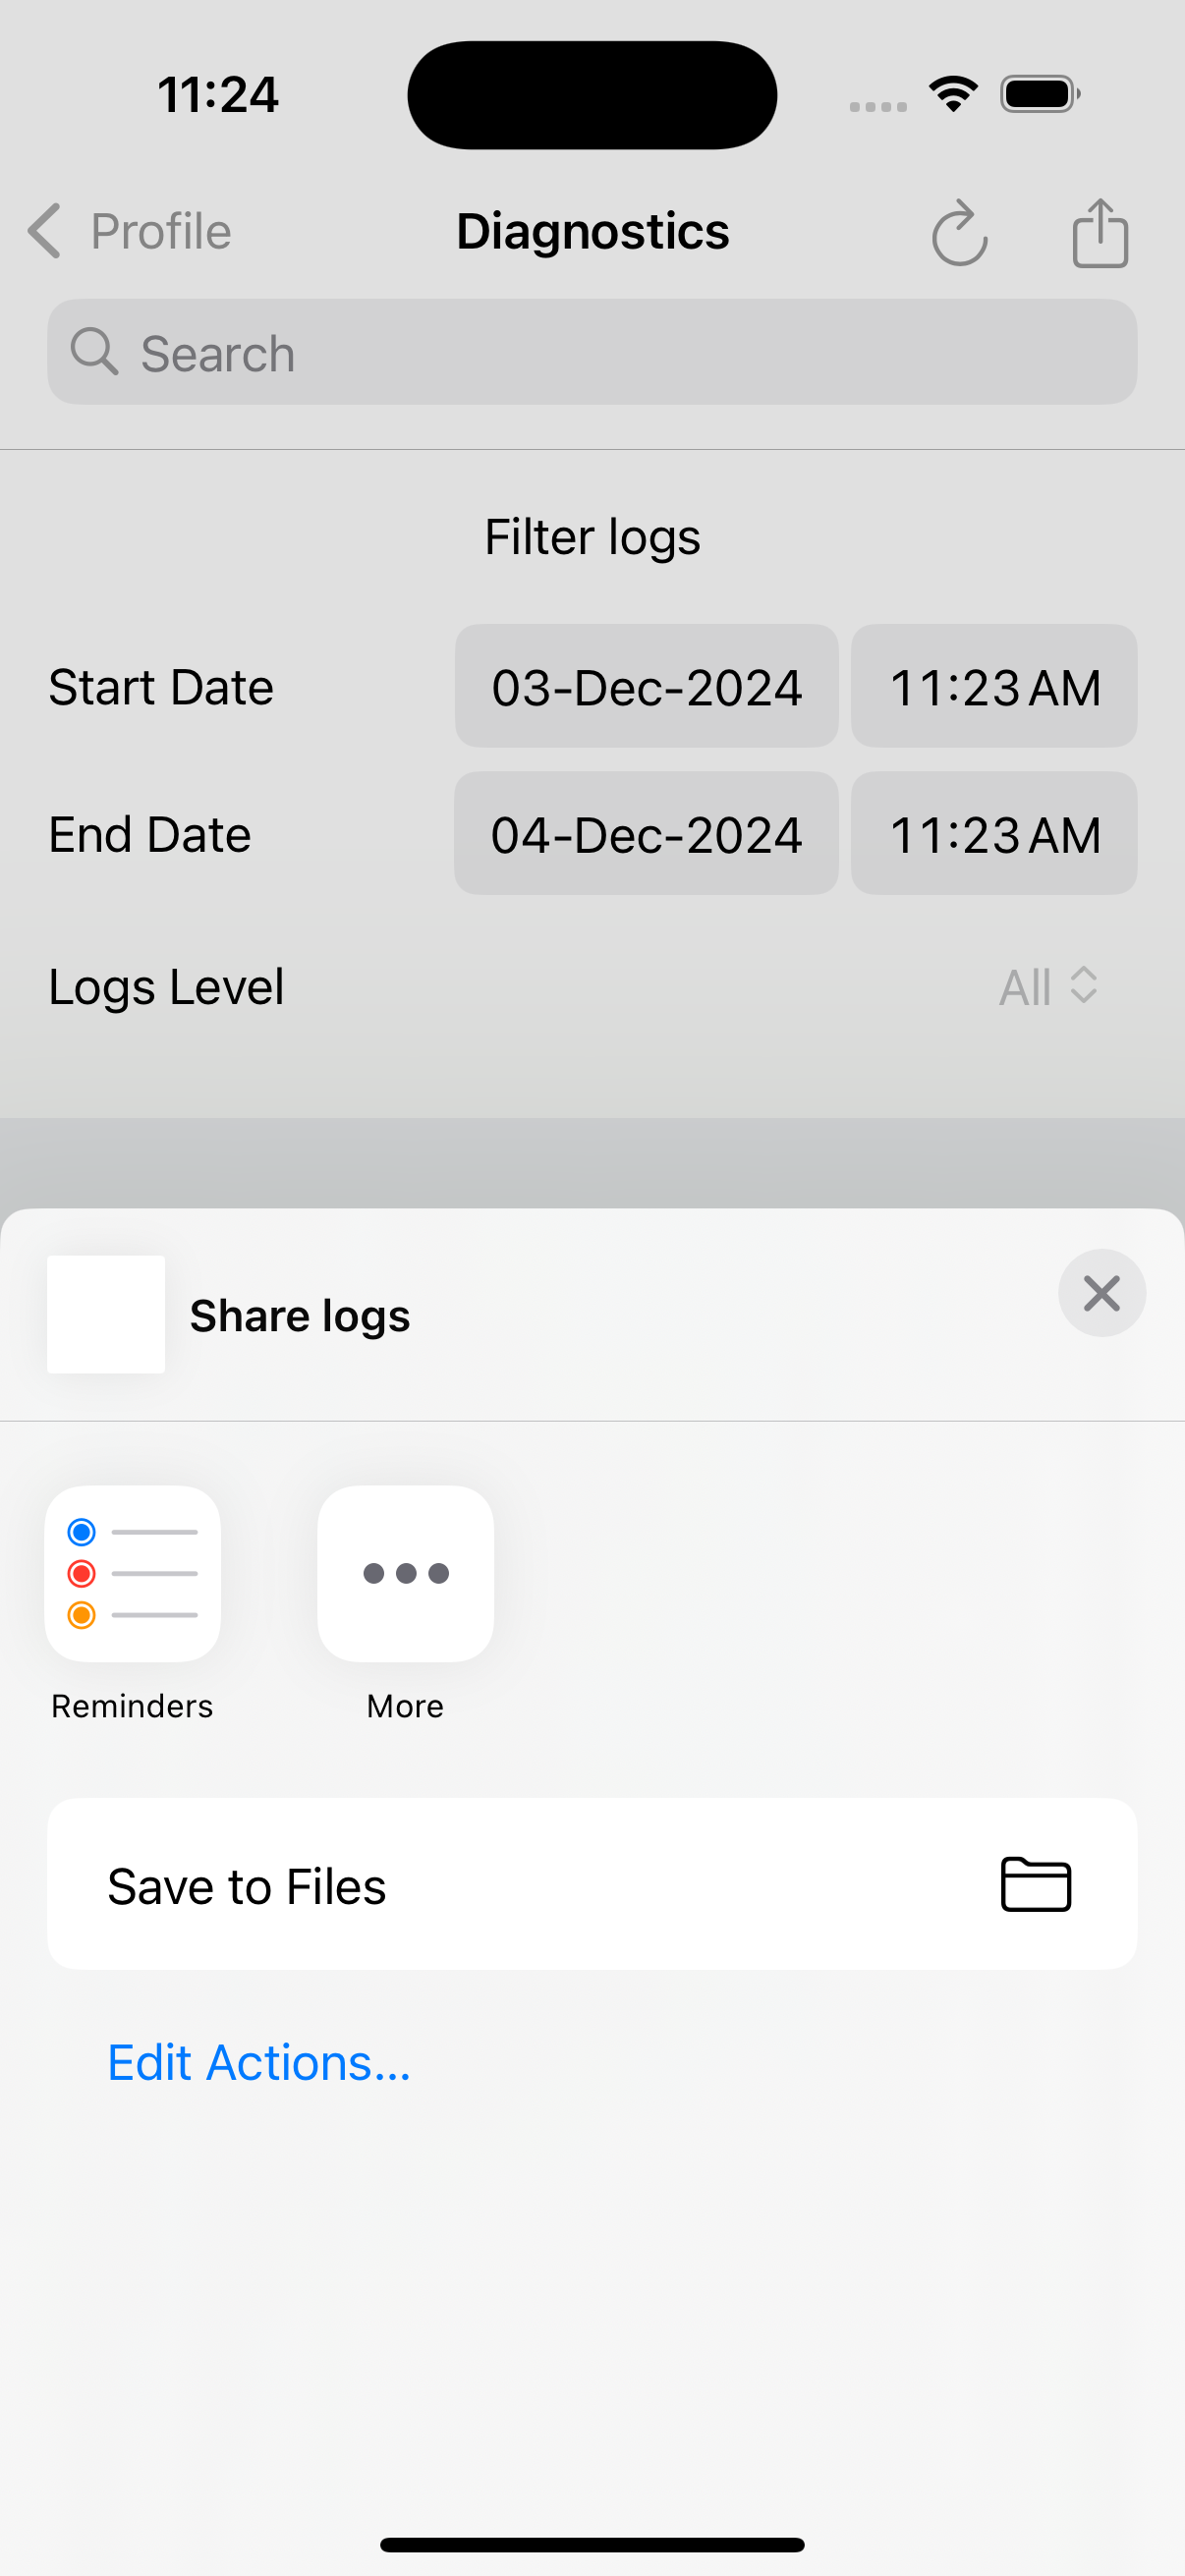 11:24
Profile
Diagnostics
Search
Filter logs
Start Date 03-Dec-2024 11:23 AM
End Date 04-Dec-2024 11:23 AM
Logs Level All
Share logs
Reminders More
Save to Files
Edit Actions...